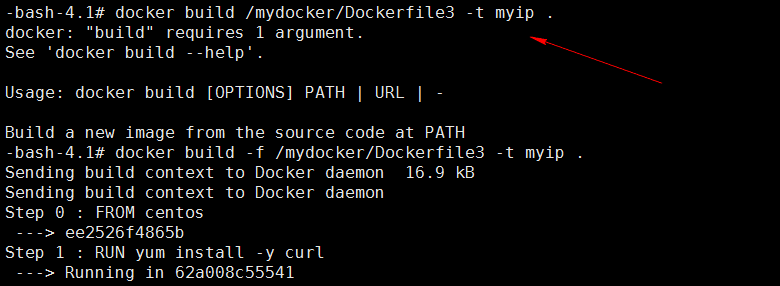 -bash-4.1# docker build /mydocker/Dockerfile3 -t myip .
docker: "build" requires 1 argument.
See 'docker build --help'.
Usage: docker build [OPTIONS] PATH | URL | -
Build a new image from the source code at PATH
-bash-4.1# docker build -f /mydocker/Dockerfile3 -t myip .
Sending build context to Docker daemon  16.9 kB
Sending build context to Docker daemon
Step 0 : FROM centos
 ---> ee2526f4865b
Step 1 : RUN yum install -y curl
 ---> Running in 62a008c55541